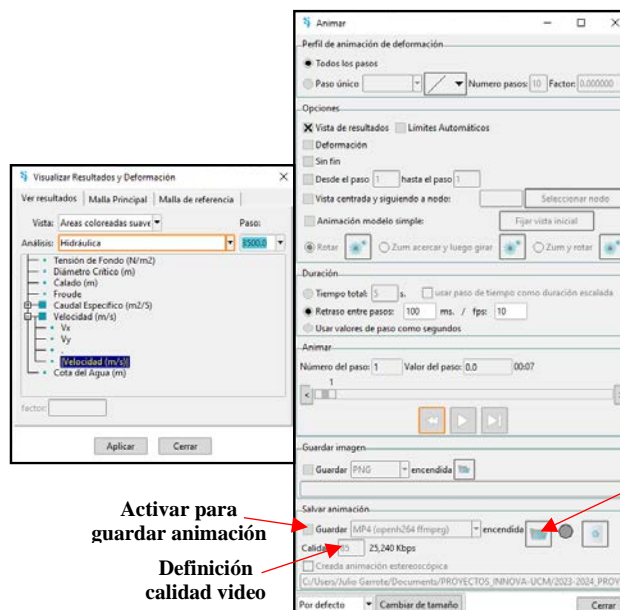 Animar
Perfil de animación de deformación
Todos los pasos
Paso único
Numero pasos: 10 Factor: 0.000000
Opciones
Vista de resultados Limites Automáticos
Deformación
Sin fin
Desde el paso 1 hasta el paso 1
Vista centrada y siguiendo a nodo: Seleccionar nodo
Animación modelo simple: Fijar vista inicial
Rotar Zum acercar y luego girar Zum y rotar
Duración
Tiempo total: 5 s. usar paso de tiempo como duración escalada
Retraso entre pasos: 100 ms. / fps: 10
Usar valores de paso como segundos
Animar
Número del paso: 1 Valor del paso: 0.0 00:07
1
Guardar imagen
Guardar PNG encendida
Salvar animación
Guardar MP4 (openh264 ffmpeg) encendida
25,240 Kbps
Creada animación estereoscópica
C:/Users/Julio Garrote/Documents/PROYECTOS_INNOVA-UCM/2023-2024_PROY
Por defecto Cambiar de tamaño Cerrar
Visualizar Resultados y Deformación
Ver resultados Malla Principal Malla de referencia
Vista: Areas coloreadas suave Paso:
Análisis: Hidráulica 8500.0
Tensión de Fondo (N/m2)
Diámetro Crítico (m)
Calado (m)
Froude
Caudal Especifico (m2/S)
Velocidad (m/s)
Vx
Vy
.
|Velocidad (m/s)|
Cota del Agua (m)
factor:
Aplicar Cerrar
Activar para
guardar animación
Definición
calidad video